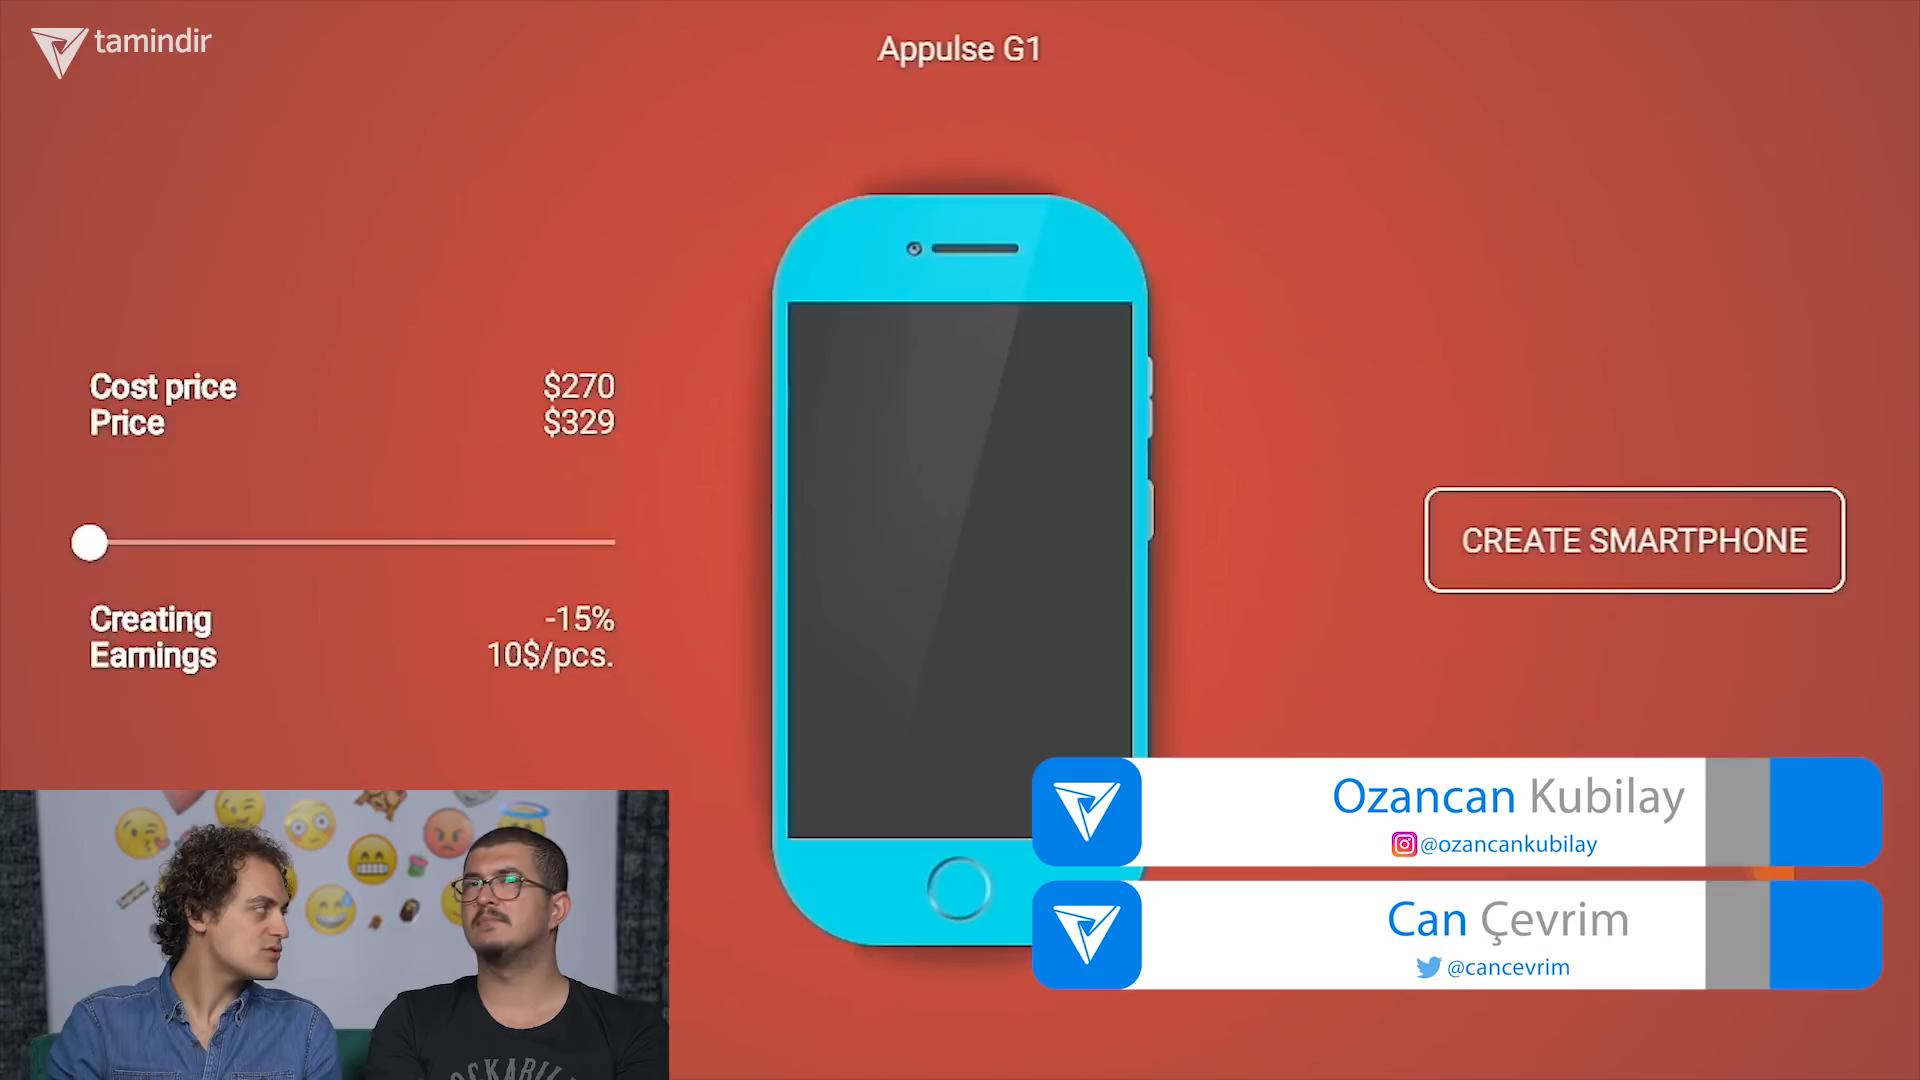 tamindir
Appulse G1
Cost price $270
Price $329
Creating -15%
Earnings 10$/pcs.
CREATE SMARTPHONE
Ozancan Kubilay
@ozancankubilay
Can Çevrim
@cancevrim